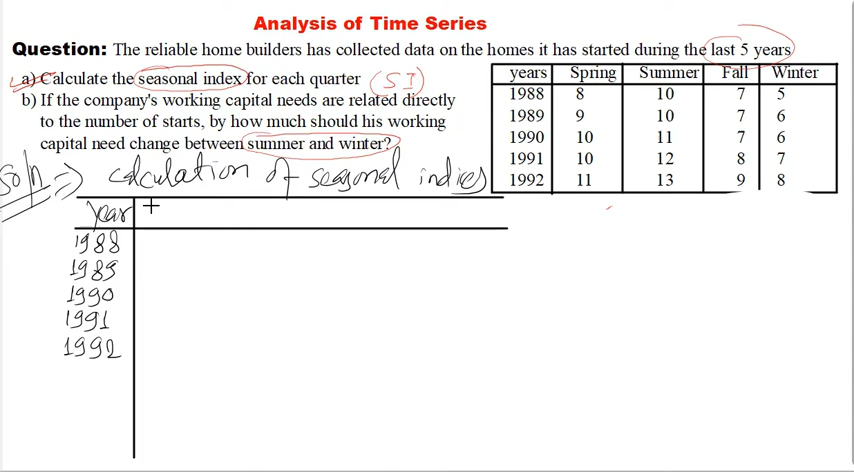 Analysis of Time Series
Question: The reliable home builders has collected data on the homes it has started during the last 5 years
a) Calculate the seasonal index for each quarter (SI)
b) If the company's working capital needs are related directly
to the number of starts, by how much should his working
capital need change between summer and winter?
years Spring Summer Fall Winter
1988 8 10 7 5
1989 9 10 7 6
1990 10 11 7 6
1991 10 12 8 7
1992 11 13 9 8
Soln => calculation of seasonal indices
year
1988
1989
1990
1991
1992